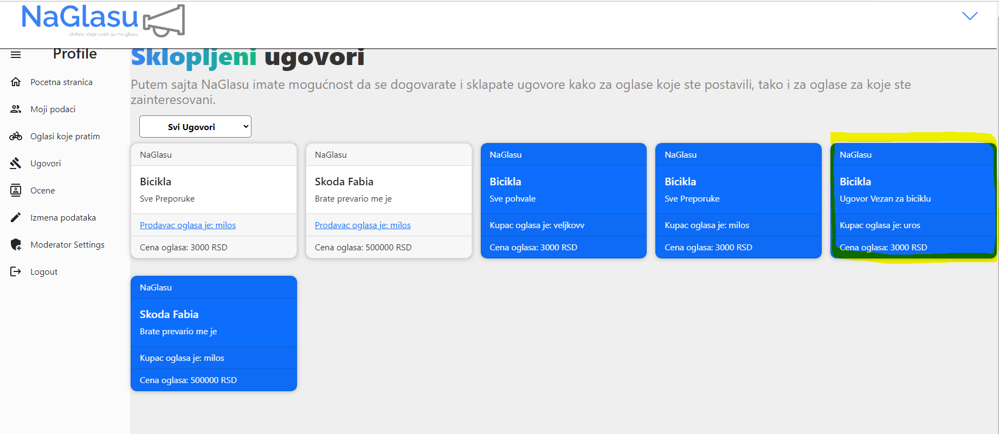 NaGlasu
dobre ideje uvek su na glasu
Profile
Pocetna stranica
Moji podaci
Oglasi koje pratim
Ugovori
Ocene
Izmena podataka
Moderator Settings
Logout
Sklopljeni ugovori
Putem sajta NaGlasu imate mogućnost da se dogovarate i sklapate ugovore kako za oglase koje ste postavili, tako i za oglase za koje ste
zainteresovani.
Svi Ugovori
NaGlasu
Bicikla
Sve Preporuke
Prodavac oglasa je: milos
Cena oglasa: 3000 RSD
NaGlasu
Skoda Fabia
Brate prevario me je
Prodavac oglasa je: milos
Cena oglasa: 500000 RSD
NaGlasu
Bicikla
Sve pohvale
Kupac oglasa je: veljkovv
Cena oglasa: 3000 RSD
NaGlasu
Bicikla
Sve Preporuke
Kupac oglasa je: milos
Cena oglasa: 3000 RSD
NaGlasu
Bicikla
Ugovor Vezan za biciklu
Kupac oglasa je: uros
Cena oglasa: 3000 RSD
NaGlasu
Skoda Fabia
Brate prevario me je
Kupac oglasa je: milos
Cena oglasa: 500000 RSD